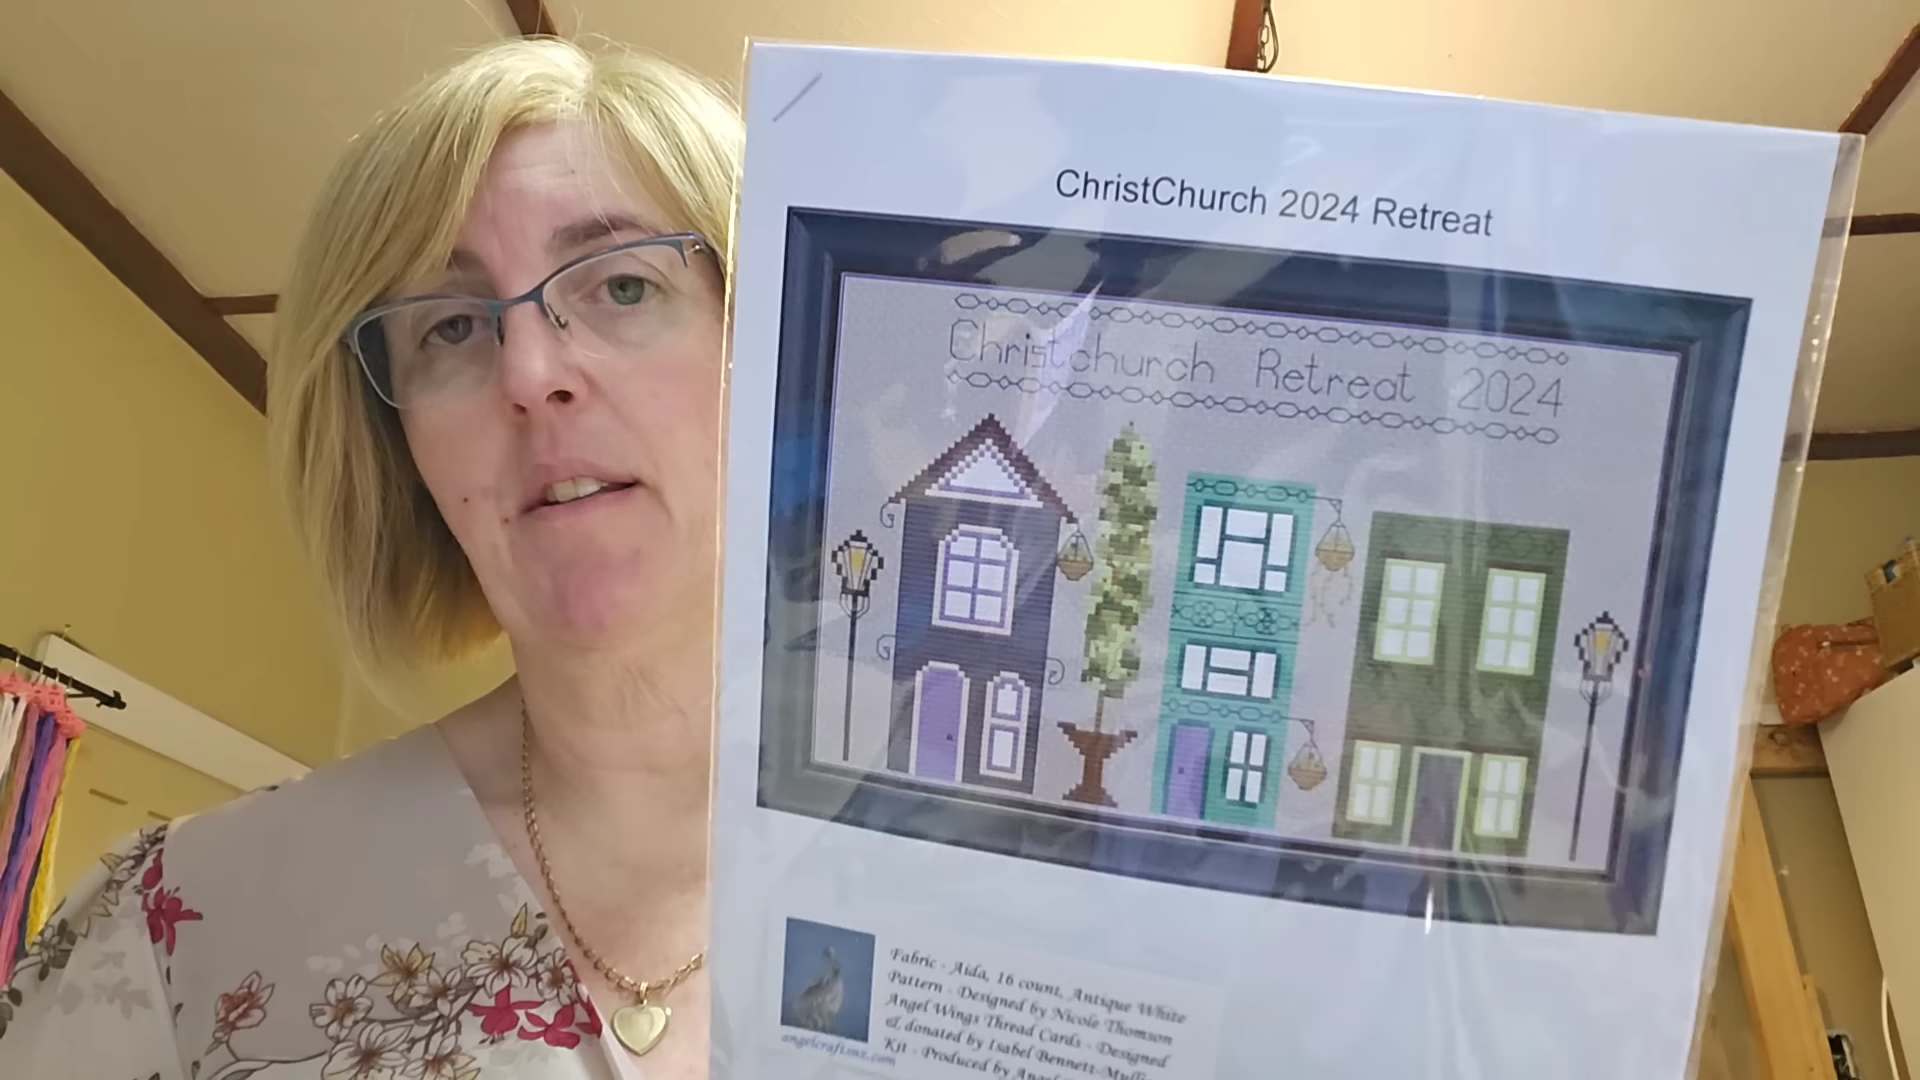 ChristChurch 2024 Retreat
Christchurch Retreat 2024
Fabric - Aida, 16 count, Antique White
Pattern - Designed by Nicole Thomson
Angel Wings Thread Cards - Designed
& donated by Isabel Bennett-
Kit - Produced by
angelcraftsnz.com